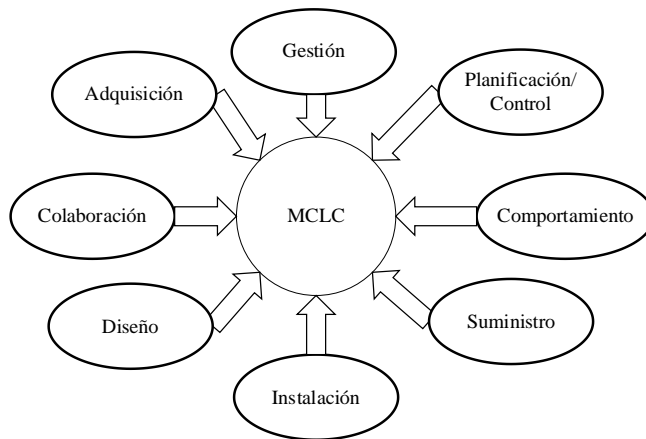 Gestión
Adquisición
Planificación/
Control
Colaboración
MCLC
Comportamiento
Diseño
Suministro
Instalación